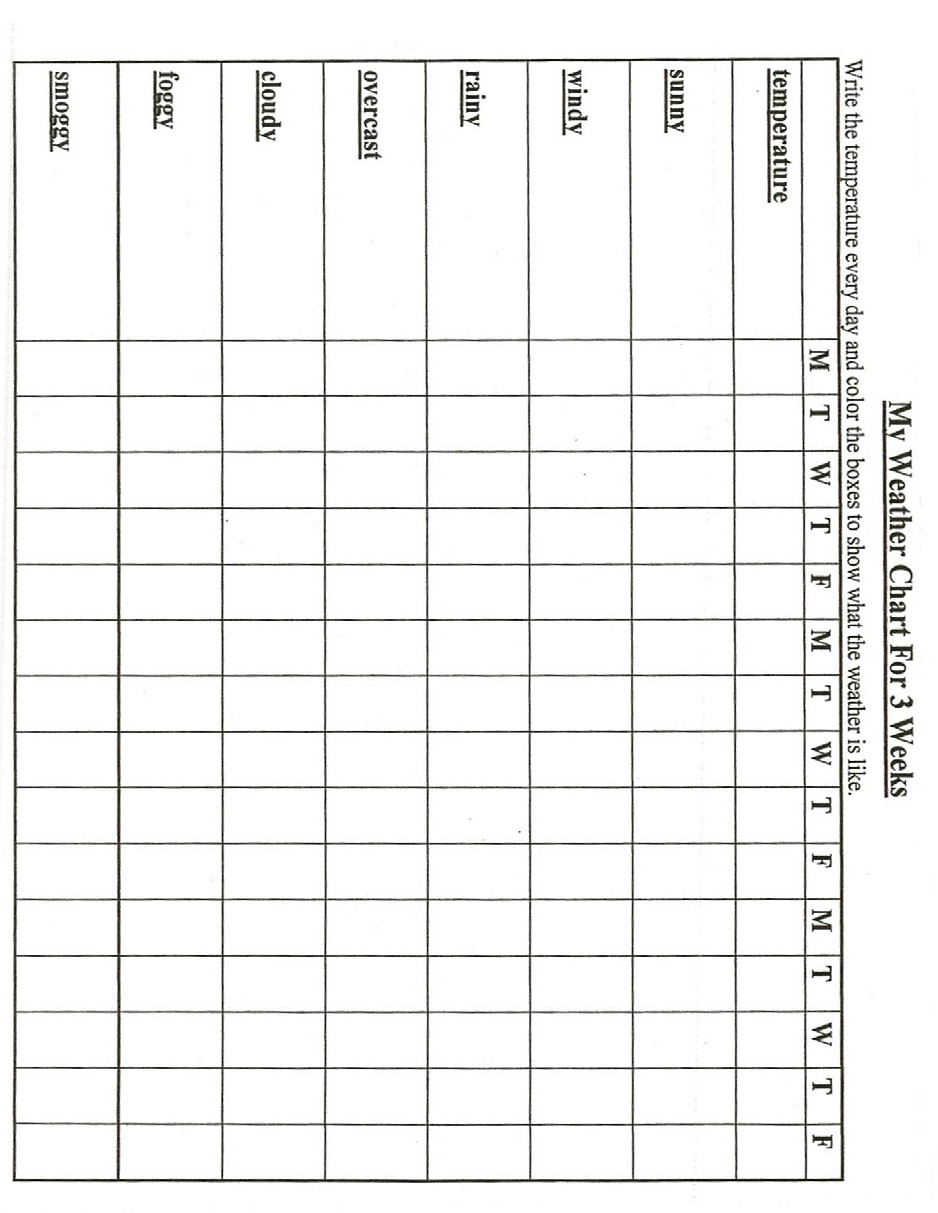 My Weather Chart For 3 Weeks
Write the temperature every day and color the boxes to show what the weather is like.
M T W T F M T W T F M T W T F
temperature
sunny
windy
rainy
overcast
cloudy
foggy
smoggy